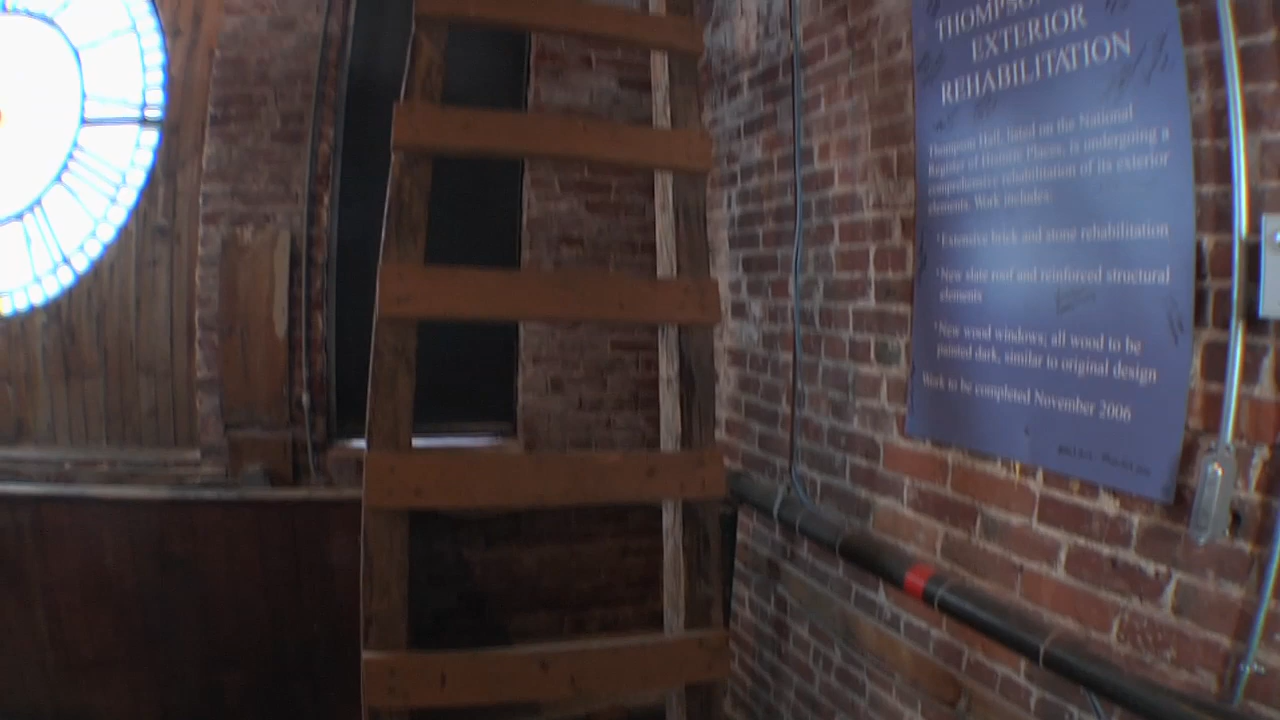 EXTERIOR
REHABILITATION
Thompson Hall, listed on the National
Register of Historic Places, is undergoing a
comprehensive rehabilitation of its exterior
elements. Work includes:
• Extensive brick and stone rehabilitation
• New slate roof and reinforced structural
elements
• New wood windows; all wood to be
painted dark, similar to original design
Work to be completed November 2006